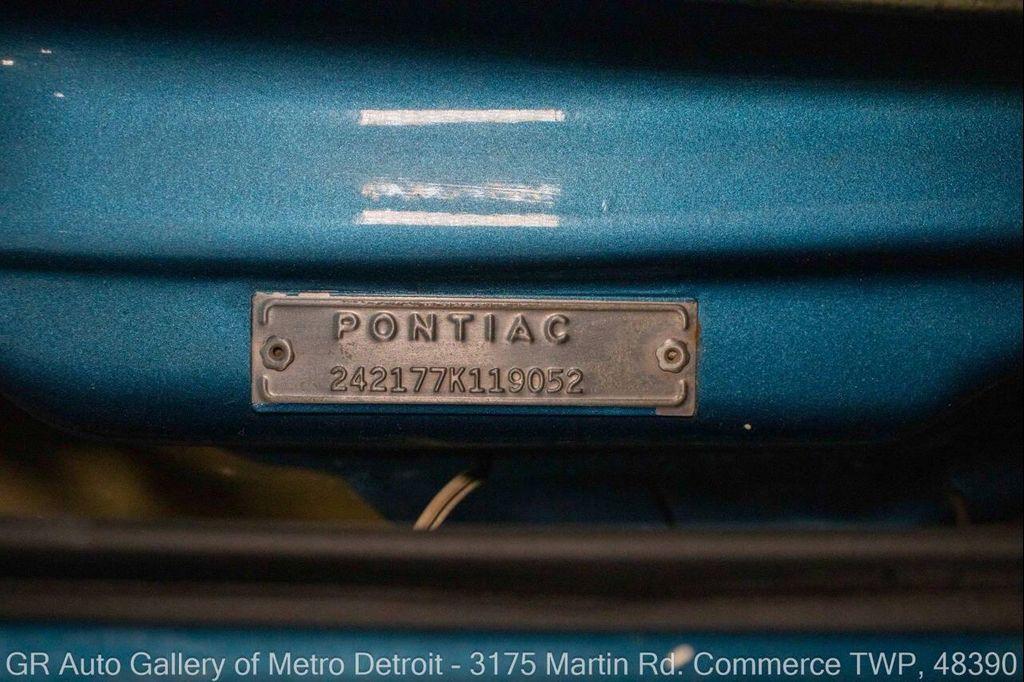 PONTIAC
242177K119052
GR Auto Gallery of Metro Detroit - 3175 Martin Rd. Commerce TWP, 48390